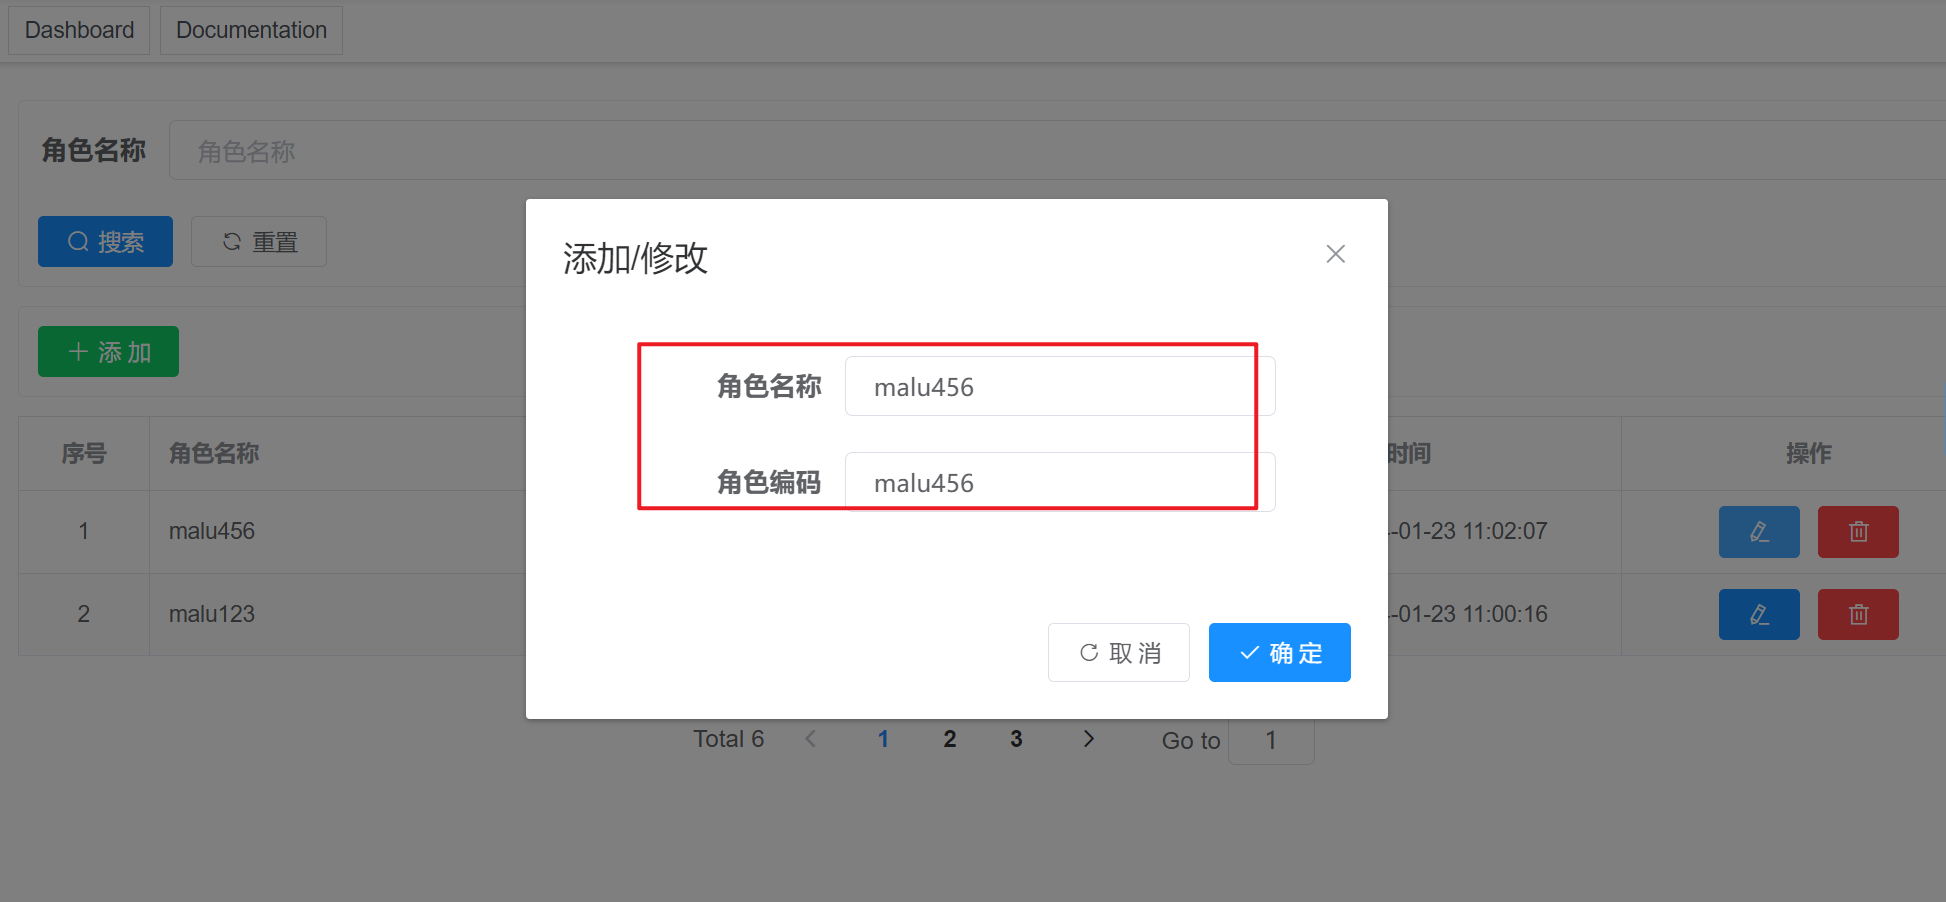 Dashboard Documentation
角色名称 角色名称
搜索 重置
添加/修改
添 加
角色名称 malu456
角色编码 malu456
序号 角色名称 时间 操作
1 malu456 -01-23 11:02:07
2 malu123 -01-23 11:00:16
取 消 确 定
Total 6 1 2 3 Go to 1